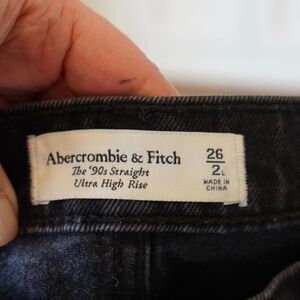 Abercrombie & Fitch
The '90s Straight
Ultra High Rise
26
2L
MADE IN
CHINA